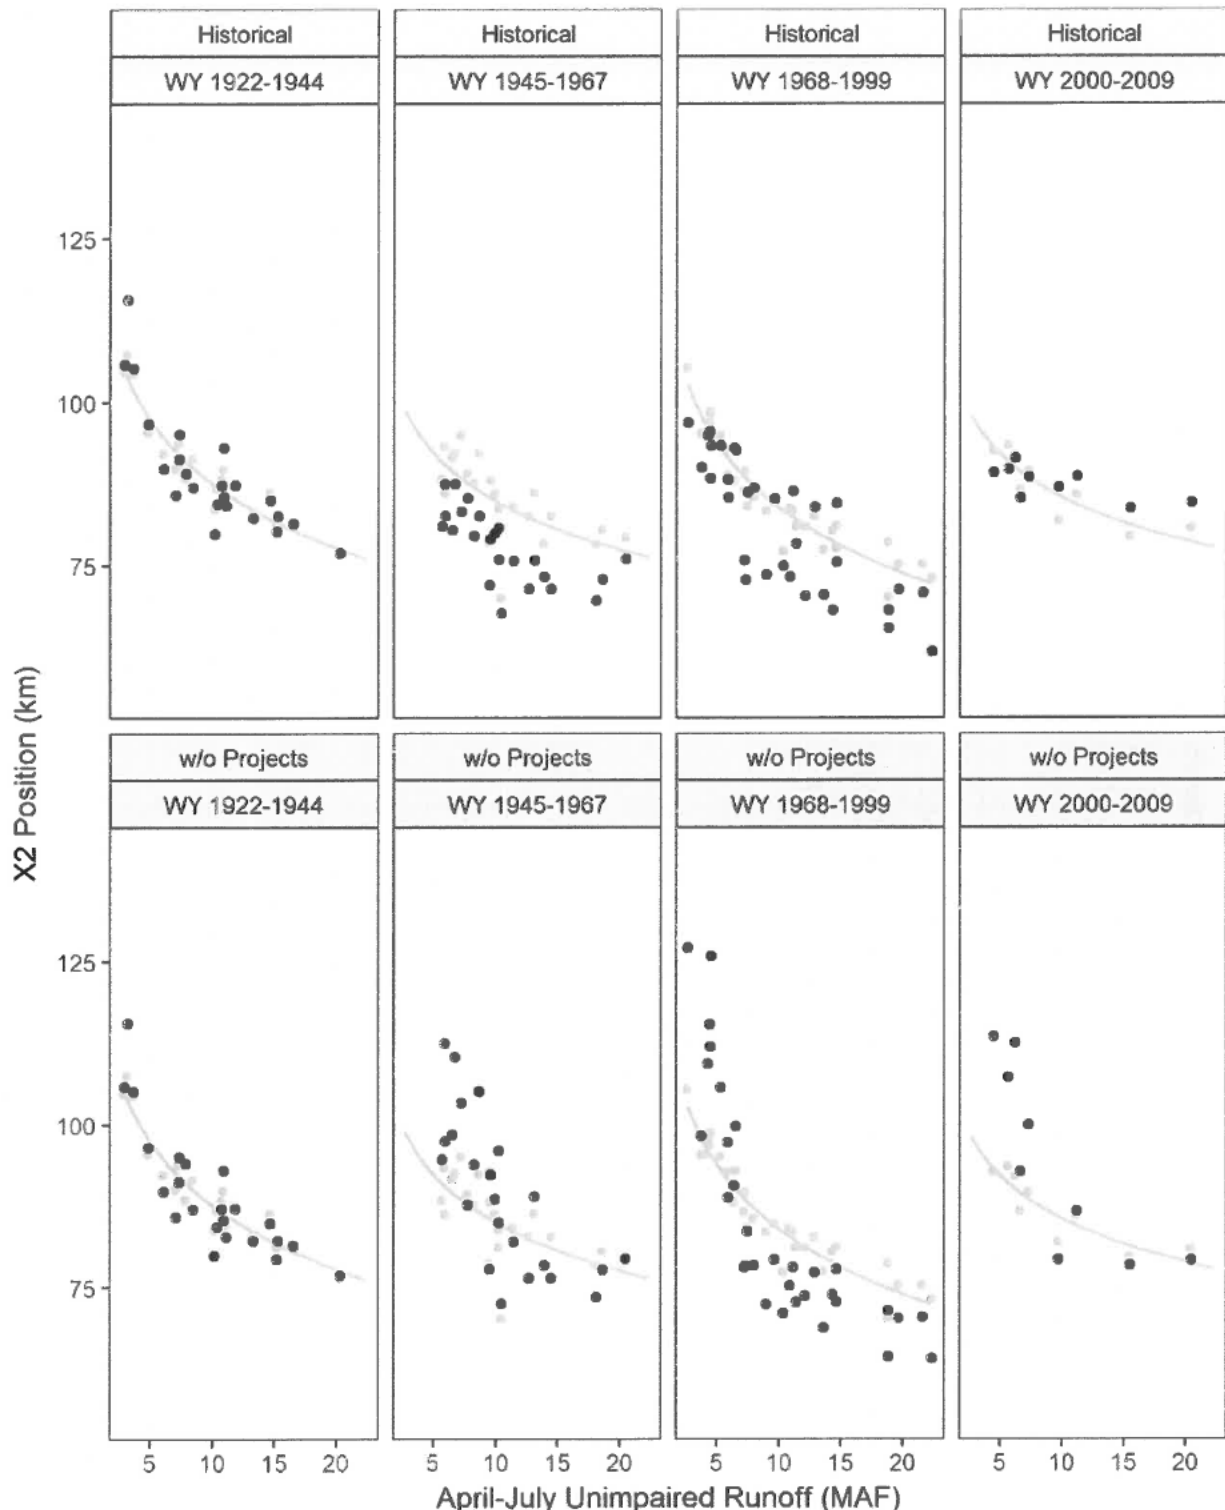 Historical Historical Historical Historical
WY 1922-1944 WY 1945-1967 WY 1968-1999 WY 2000-2009
125
100
75
X2 Position (km)
w/o Projects w/o Projects w/o Projects w/o Projects
WY 1922-1944 WY 1945-1967 WY 1968-1999 WY 2000-2009
125
100
75
5 10 15 20 5 10 15 20 5 10 15 20 5 10 15 20
April-July Unimpaired Runoff (MAF)